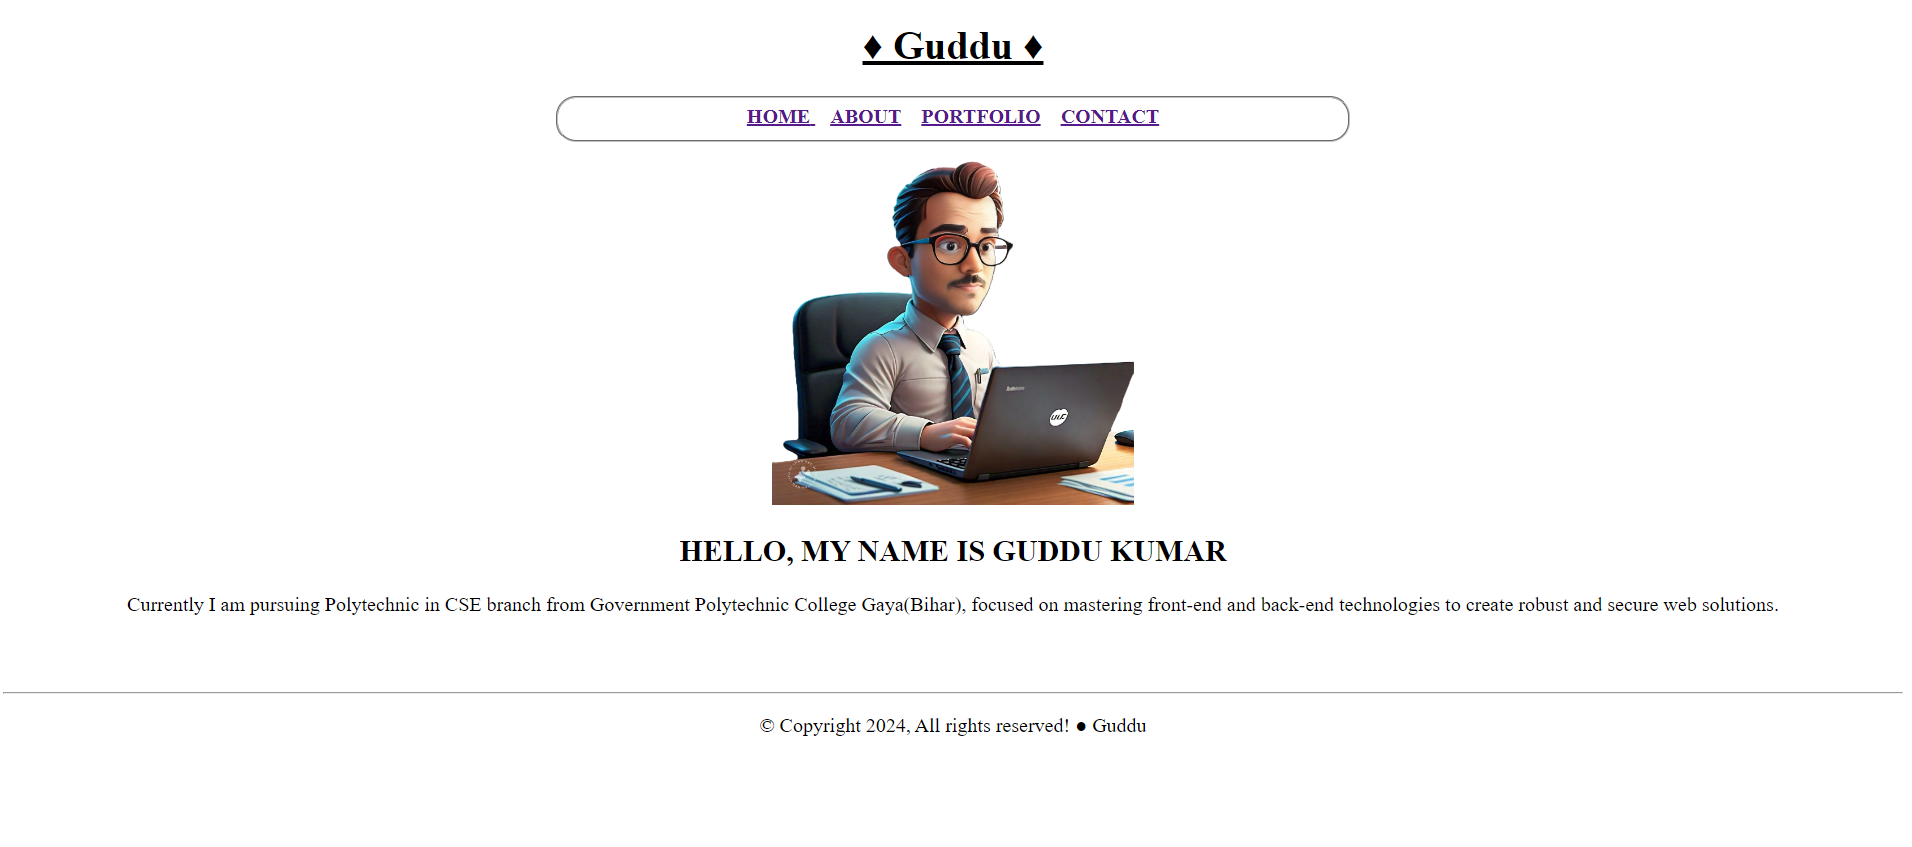 ♦ Guddu ♦
HOME ABOUT PORTFOLIO CONTACT
HELLO, MY NAME IS GUDDU KUMAR
Currently I am pursuing Polytechnic in CSE branch from Government Polytechnic College Gaya(Bihar), focused on mastering front-end and back-end technologies to create robust and secure web solutions.
© Copyright 2024, All rights reserved! ● Guddu